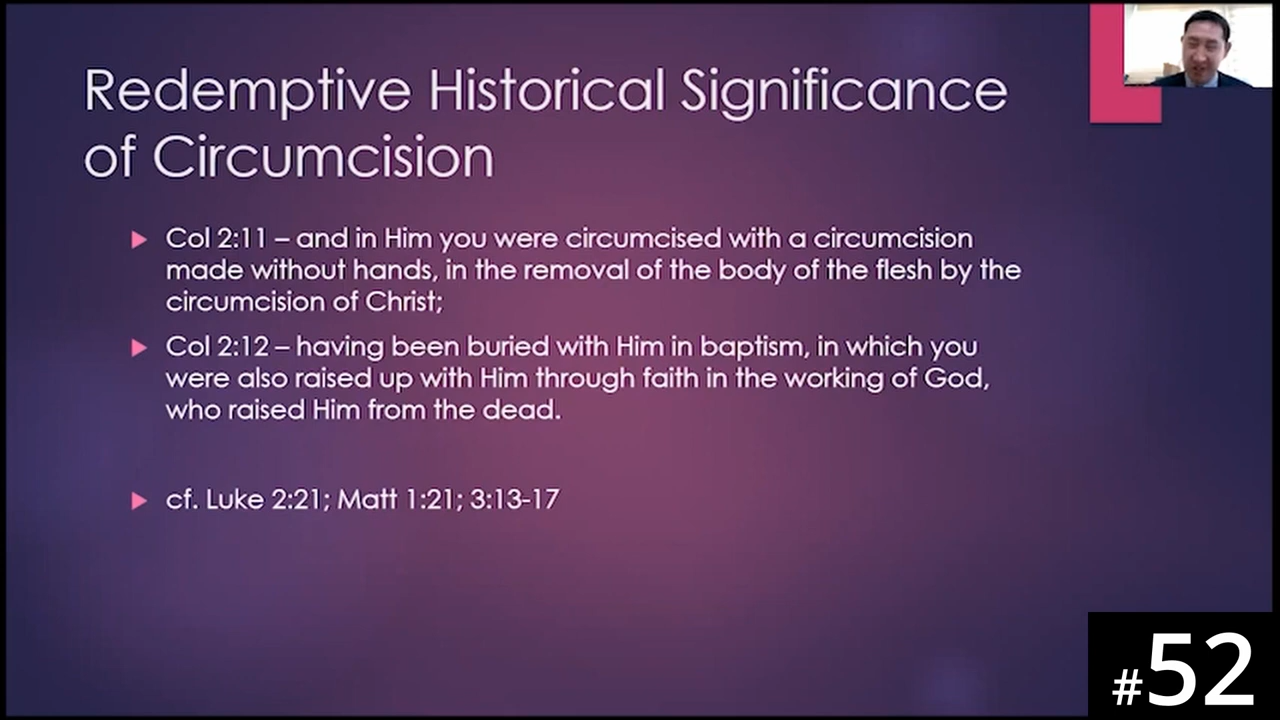 Redemptive Historical Significance
of Circumcision
Col 2:11 – and in Him you were circumcised with a circumcision
made without hands, in the removal of the body of the flesh by the
circumcision of Christ;
Col 2:12 – having been buried with Him in baptism, in which you
were also raised up with Him through faith in the working of God,
who raised Him from the dead.
cf. Luke 2:21; Matt 1:21; 3:13-17
#52